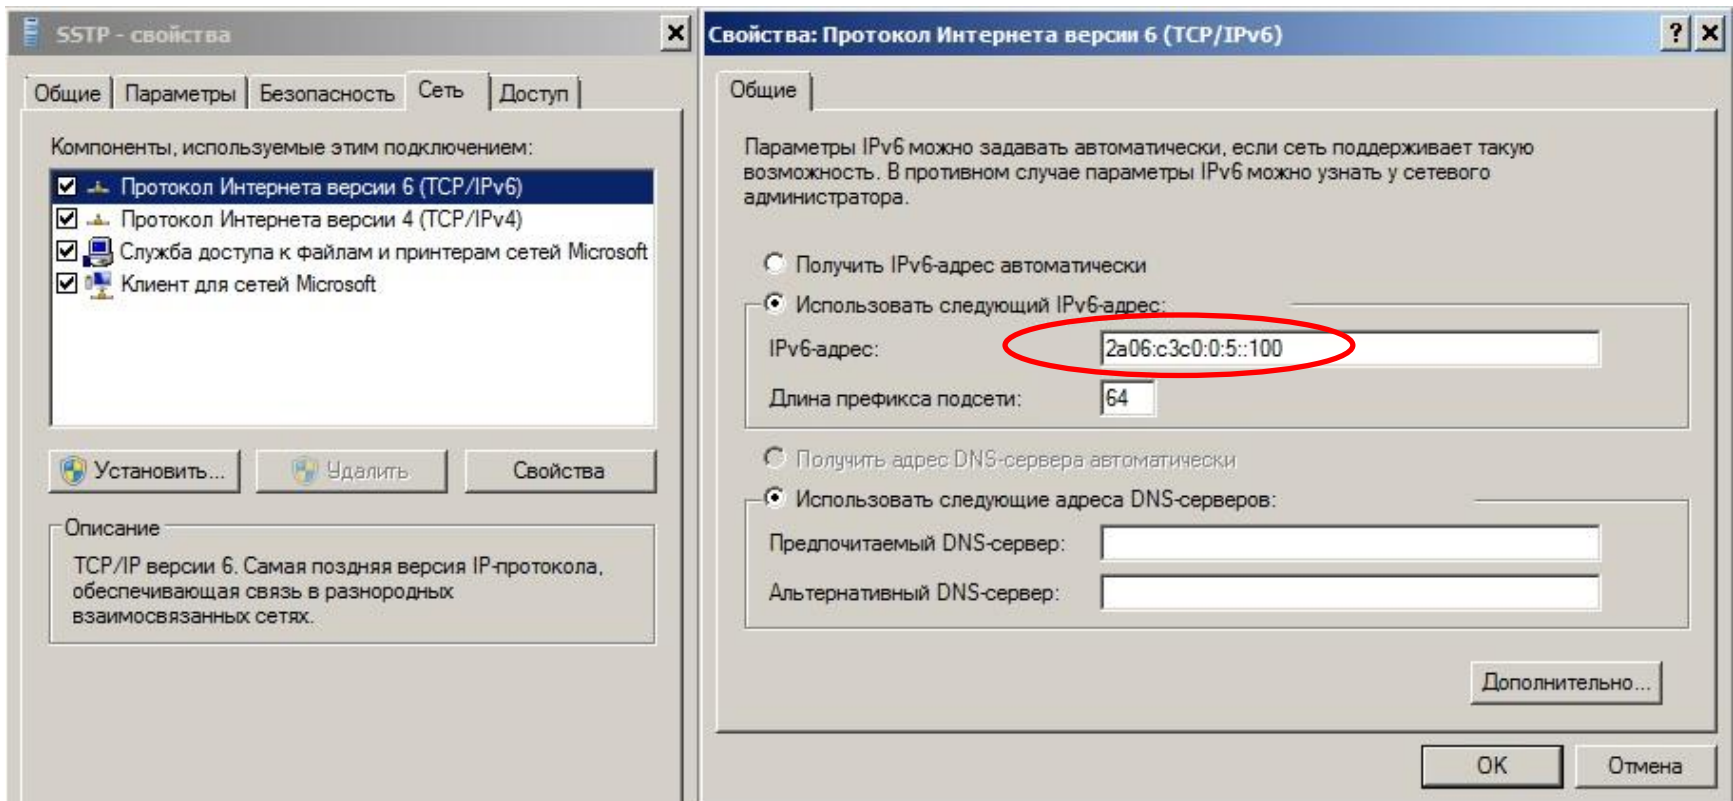 SSTP - свойства
Общие
Параметры
Безопасность
Сеть
Доступ
Компоненты, используемые этим подключением:
Протокол Интернета версии 6 (TCP/IPv6)
Протокол Интернета версии 4 (TCP/IPv4)
Служба доступа к файлам и принтерам сетей Microsoft
Клиент для сетей Microsoft
Установить...
Удалить
Свойства
Описание
TCP/IP версии 6. Самая поздняя версия IP-протокола,
обеспечивающая связь в разнородных
взаимосвязанных сетях.
Свойства: Протокол Интернета версии 6 (TCP/IPv6)
Общие
Параметры IPv6 можно задавать автоматически, если сеть поддерживает такую
возможность. В противном случае параметры IPv6 можно узнать у сетевого
администратора.
Получить IPv6-адрес автоматически
Использовать следующий IPv6-адрес:
IPv6-адрес:
2a06:c3c0:0:5::100
Длина префикса подсети:
64
Получить адрес DNS-сервера автоматически
Использовать следующие адреса DNS-серверов:
Предпочитаемый DNS-сервер:
Альтернативный DNS-сервер:
Дополнительно...
OK
Отмена